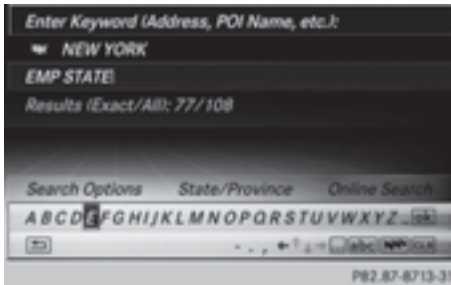 Enter Keyword (Address, POI Name, etc.):
NEW YORK
EMP STATE
Results (Exact/All): 77/108
Search Options State/Province Online Search
A B C D E F G H I J K L M N O P Q R S T U V W X Y Z _ ok
- . , abc CLR
P82.87-8713-31